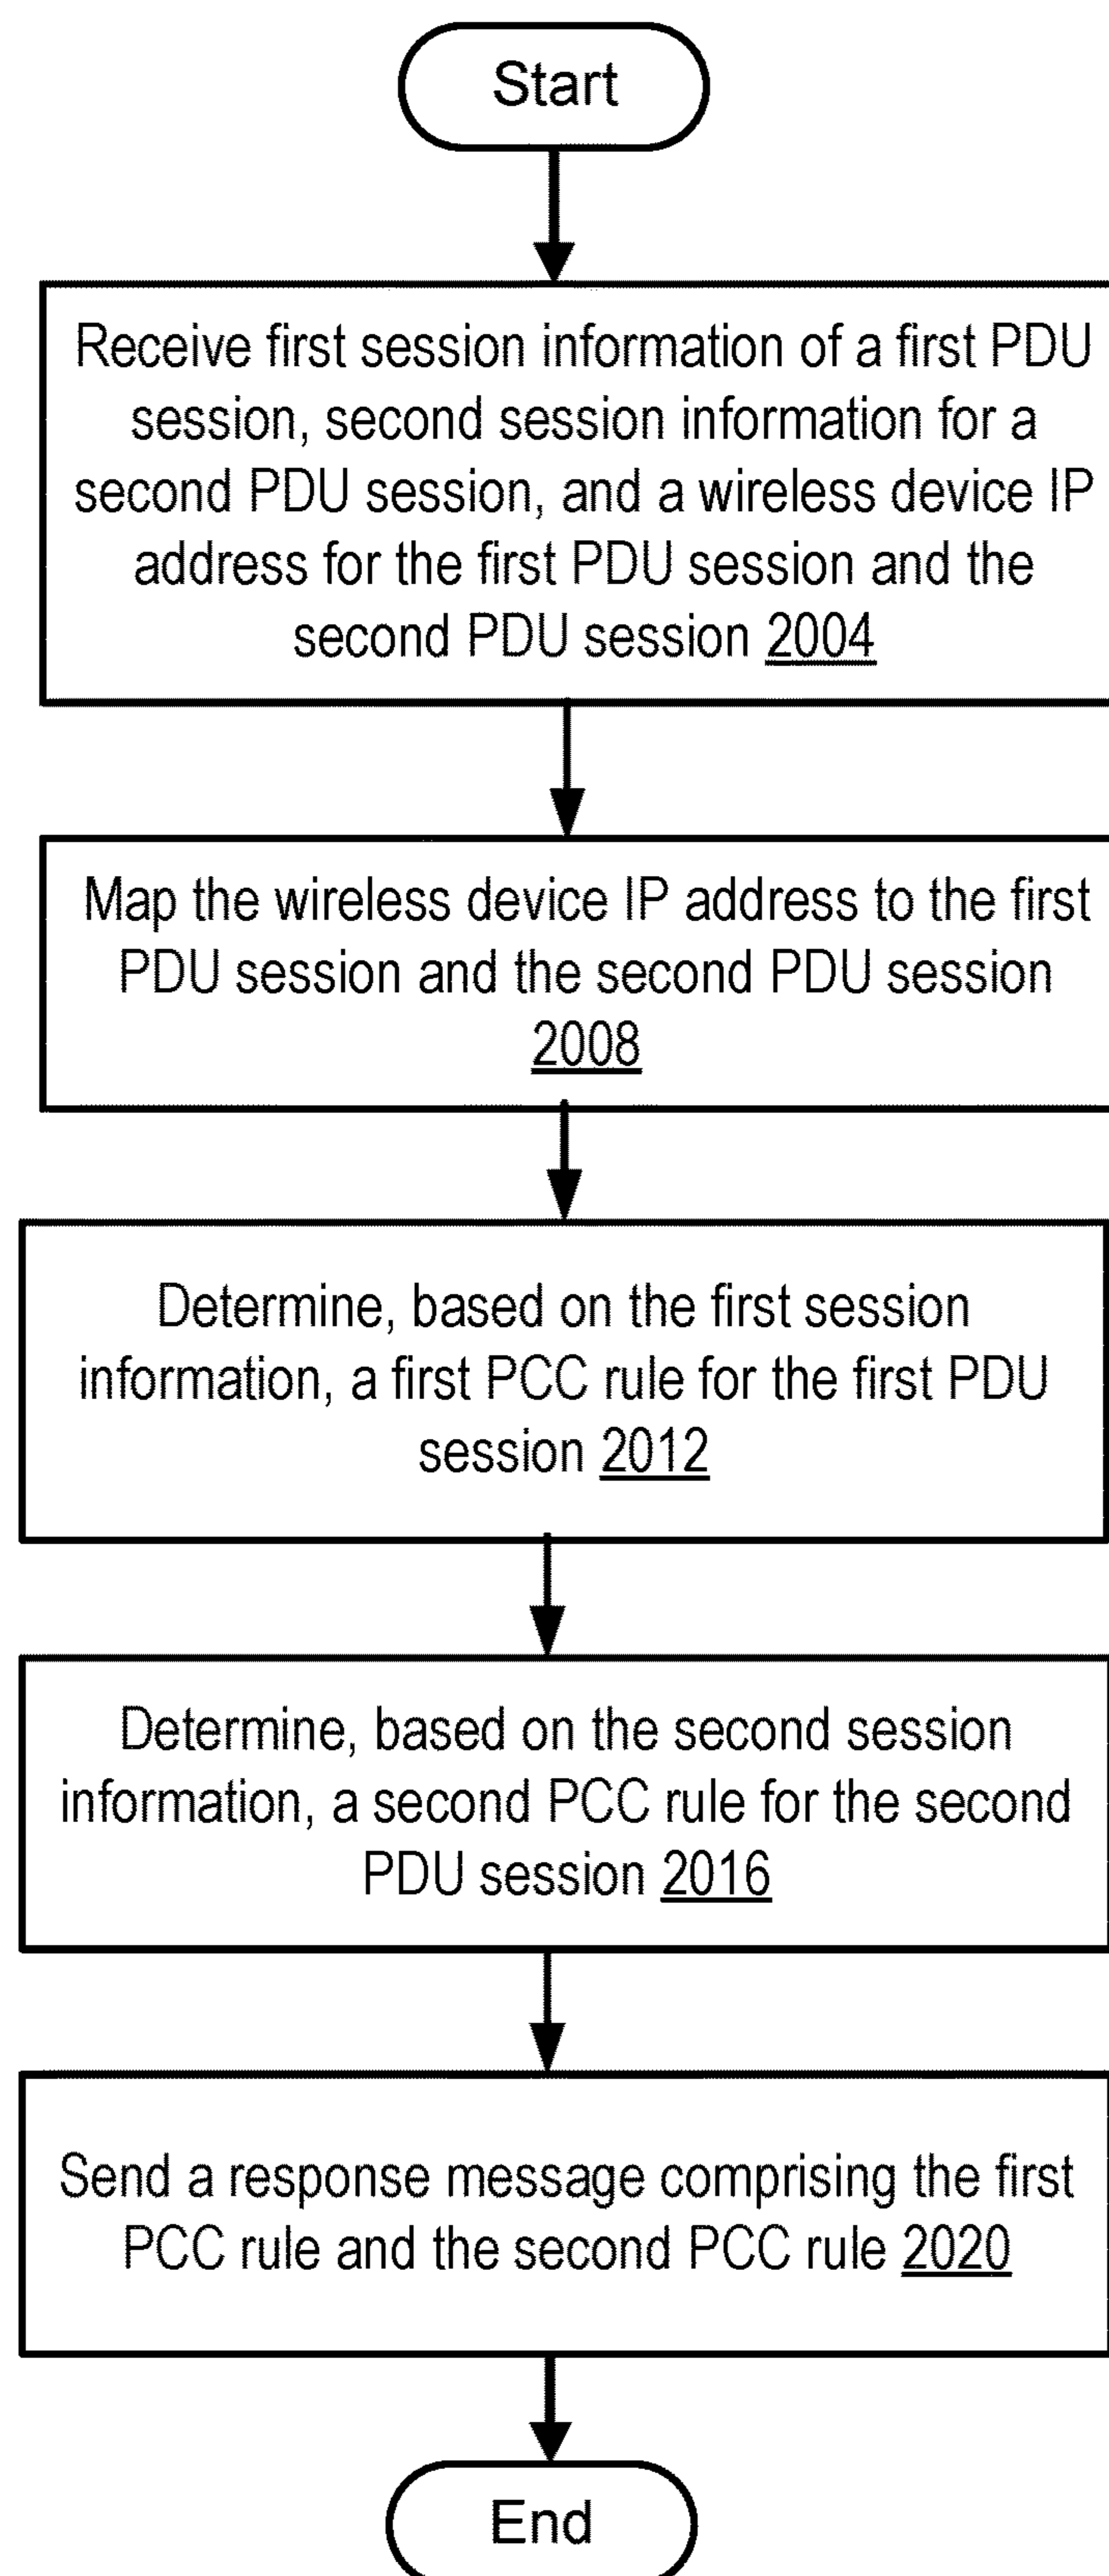 Start
Receive first session information of a first PDU
session, second session information for a
second PDU session, and a wireless device IP
address for the first PDU session and the
second PDU session 2004
Map the wireless device IP address to the first
PDU session and the second PDU session
2008
Determine, based on the first session
information, a first PCC rule for the first PDU
session 2012
Determine, based on the second session
information, a second PCC rule for the second
PDU session 2016
Send a response message comprising the first
PCC rule and the second PCC rule 2020
End